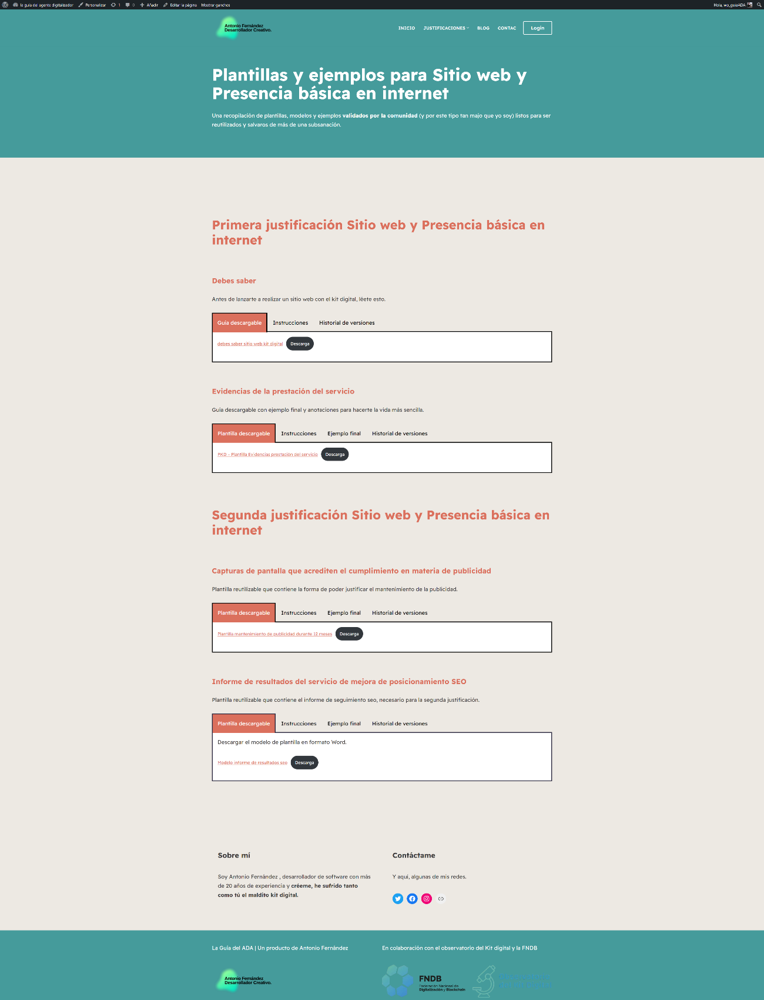 la guía del agente digitalizador Personalizar 1 0 Añadir Editar la página Mostrar ganchos Hola, wp_guiaADA
Antonio Fernández
Desarrollador Creativo.
INICIO JUSTIFICACIONES BLOG CONTAC Login
Plantillas y ejemplos para Sitio web y
Presencia básica en internet
Una recopilación de plantillas, modelos y ejemplos validados por la comunidad (y por este tipo tan majo que yo soy) listos para ser
reutilizados y salvaros de más de una subsanación.
Primera justificación Sitio web y Presencia básica en
internet
Debes saber
Antes de lanzarte a realizar un sitio web con el kit digital, léete esto.
Guía descargable Instrucciones Historial de versiones
debes saber sitio web kit digital Descarga
Evidencias de la prestación del servicio
Guía descargable con ejemplo final y anotaciones para hacerte la vida más sencilla.
Plantilla descargable Instrucciones Ejemplo final Historial de versiones
PKD – Plantilla Evidencias prestación del servicio Descarga
Segunda justificación Sitio web y Presencia básica en
internet
Capturas de pantalla que acrediten el cumplimiento en materia de publicidad
Plantilla reutilizable que contiene la forma de poder justificar el mantenimiento de la publicidad.
Plantilla descargable Instrucciones Ejemplo final Historial de versiones
Plantilla mantenimiento de publicidad durante 12 meses Descarga
Informe de resultados del servicio de mejora de posicionamiento SEO
Plantilla reutilizable que contiene el informe de seguimiento seo, necesario para la segunda justificación.
Plantilla descargable Instrucciones Ejemplo final Historial de versiones
Descargar el modelo de plantilla en formato Word.
Modelo informe de resultados seo Descarga
Sobre mí
Soy Antonio Fernández , desarrollador de software con más
de 20 años de experiencia y créeme, he sufrido tanto
como tú el maldito kit digital.
Contáctame
Y aquí, algunas de mis redes.
La Guía del ADA | Un producto de Antonio Fernández
En colaboración con el observatorio del Kit digital y la FNDB
Antonio Fernández
Desarrollador Creativo.
FNDB
Federación Nacional de
Digitalización y Blockchain